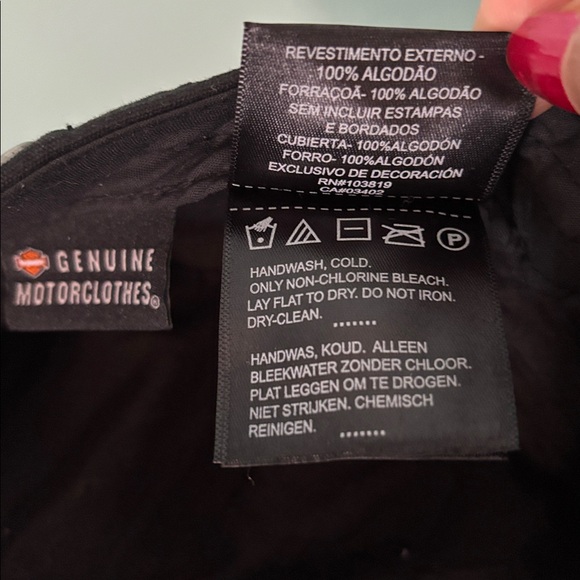 REVESTIMENTO EXTERNO -
100% ALGODÃO
FORRAÇOÃ- 100% ALGODÃO
SEM INCLUIR ESTAMPAS
E BORDADOS
CUBIERTA- 100%ALGODÓN
FORRO- 100%ALGODÓN
EXCLUSIVO DE DECORACIÓN
RN#103819
CA#03402
P
HANDWASH, COLD.
ONLY NON-CHLORINE BLEACH.
LAY FLAT TO DRY. DO NOT IRON.
DRY-CLEAN. .......
HANDWAS, KOUD. ALLEEN
BLEEKWATER ZONDER CHLOOR.
PLAT LEGGEN OM TE DROGEN.
NIET STRIJKEN. CHEMISCH
REINIGEN. .......
GENUINE
MOTORCLOTHES®